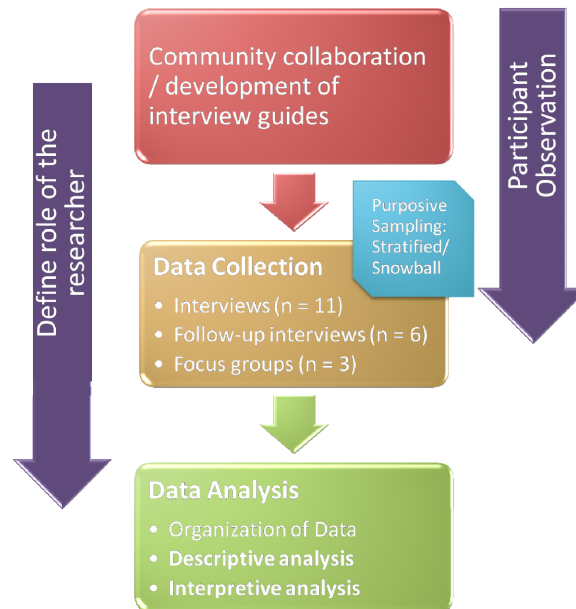 Community collaboration
/ development of
interview guides
Participant
Observation
Define role of the
researcher
Purposive
Sampling:
Stratified/
Snowball
Data Collection
• Interviews (n = 11)
• Follow-up interviews (n = 6)
• Focus groups (n = 3)
Data Analysis
• Organization of Data
• Descriptive analysis
• Interpretive analysis